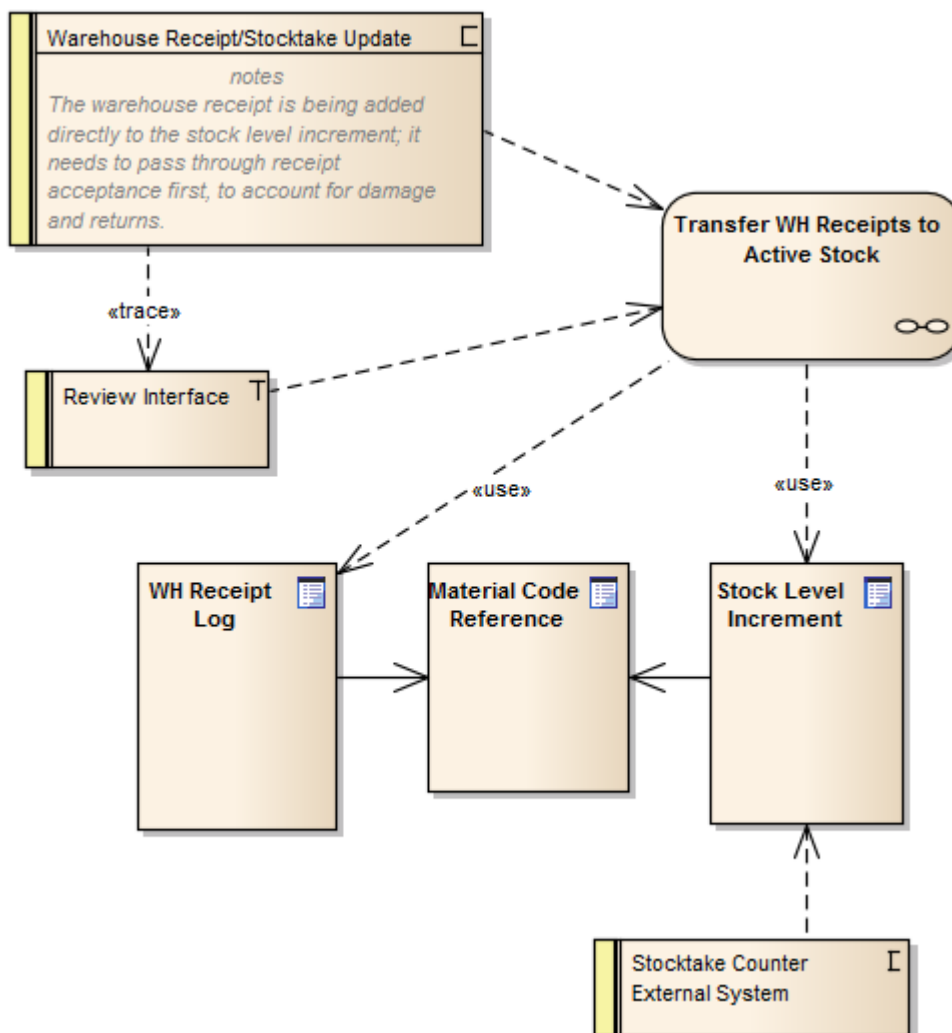 Warehouse Receipt/Stocktake Update
notes
The warehouse receipt is being added
directly to the stock level increment; it
needs to pass through receipt
acceptance first, to account for damage
and returns.
Transfer WH Receipts to
Active Stock
«trace»
Review Interface
«use»
«use»
WH Receipt
Log
Material Code
Reference
Stock Level
Increment
Stocktake Counter
External System